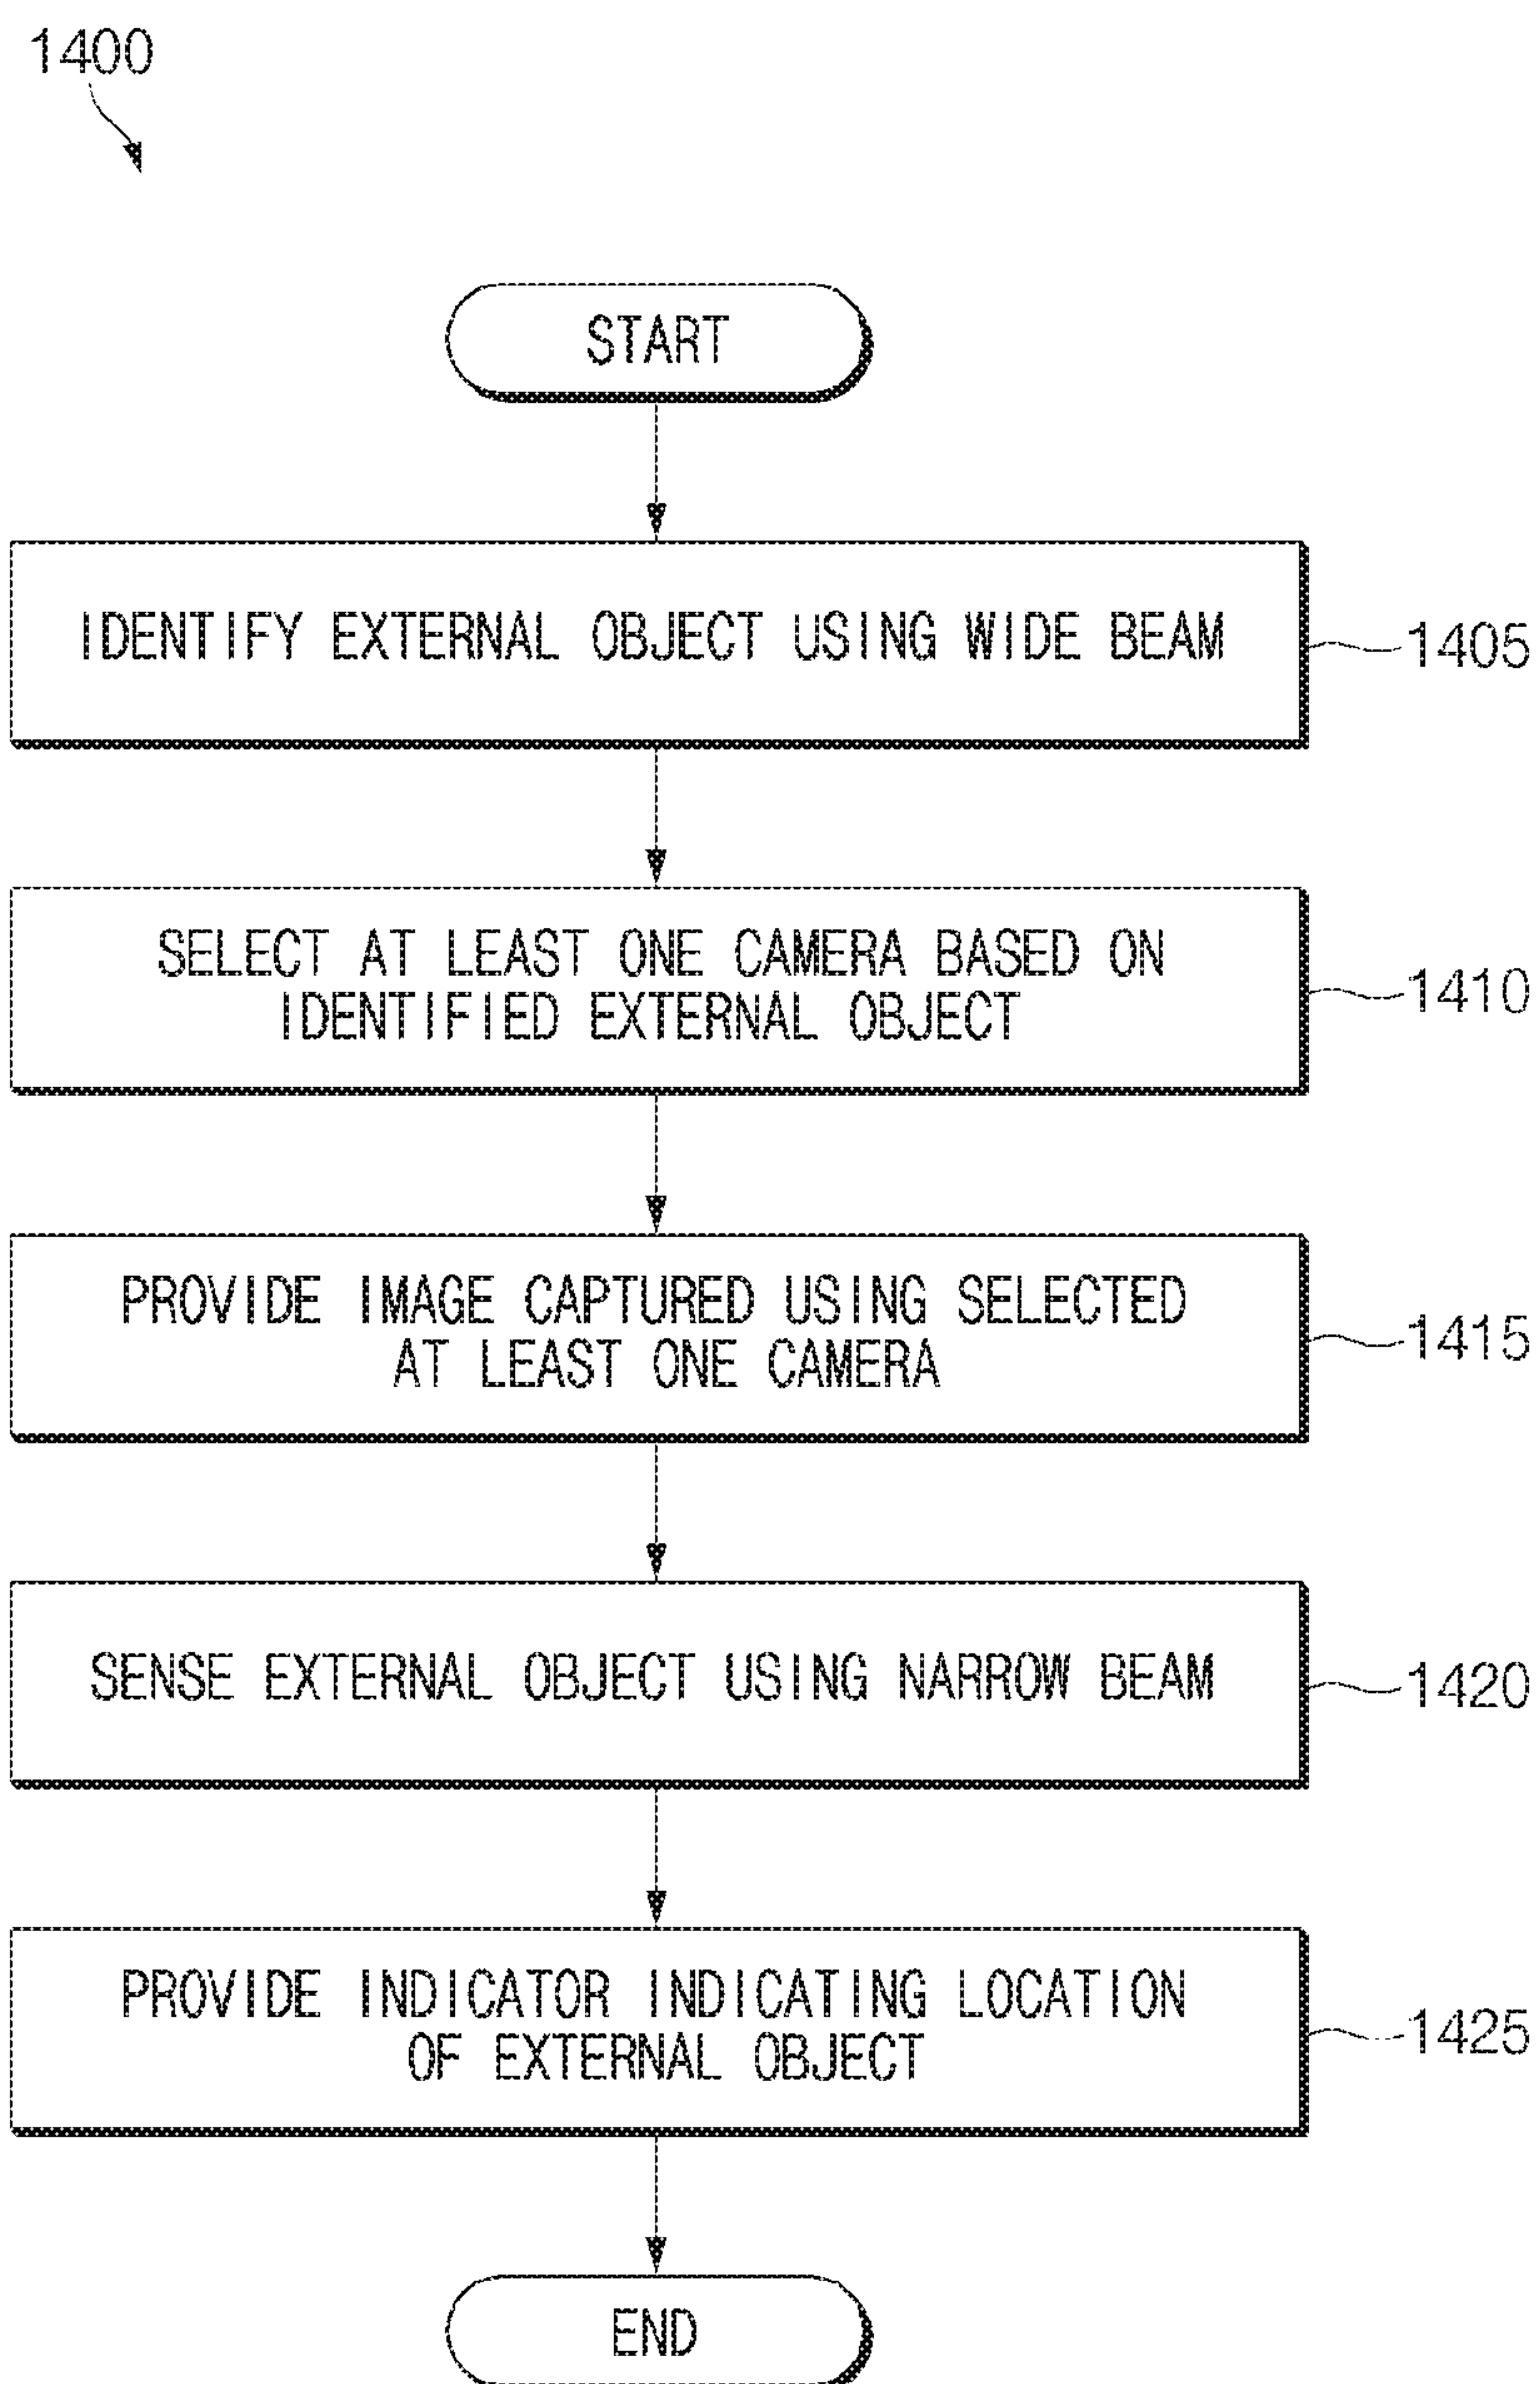 1400
START
IDENTIFY EXTERNAL OBJECT USING WIDE BEAM
1405
SELECT AT LEAST ONE CAMERA BASED ON
IDENTIFIED EXTERNAL OBJECT
1410
PROVIDE IMAGE CAPTURED USING SELECTED
AT LEAST ONE CAMERA
1415
SENSE EXTERNAL OBJECT USING NARROW BEAM
1420
PROVIDE INDICATOR INDICATING LOCATION
OF EXTERNAL OBJECT
1425
END